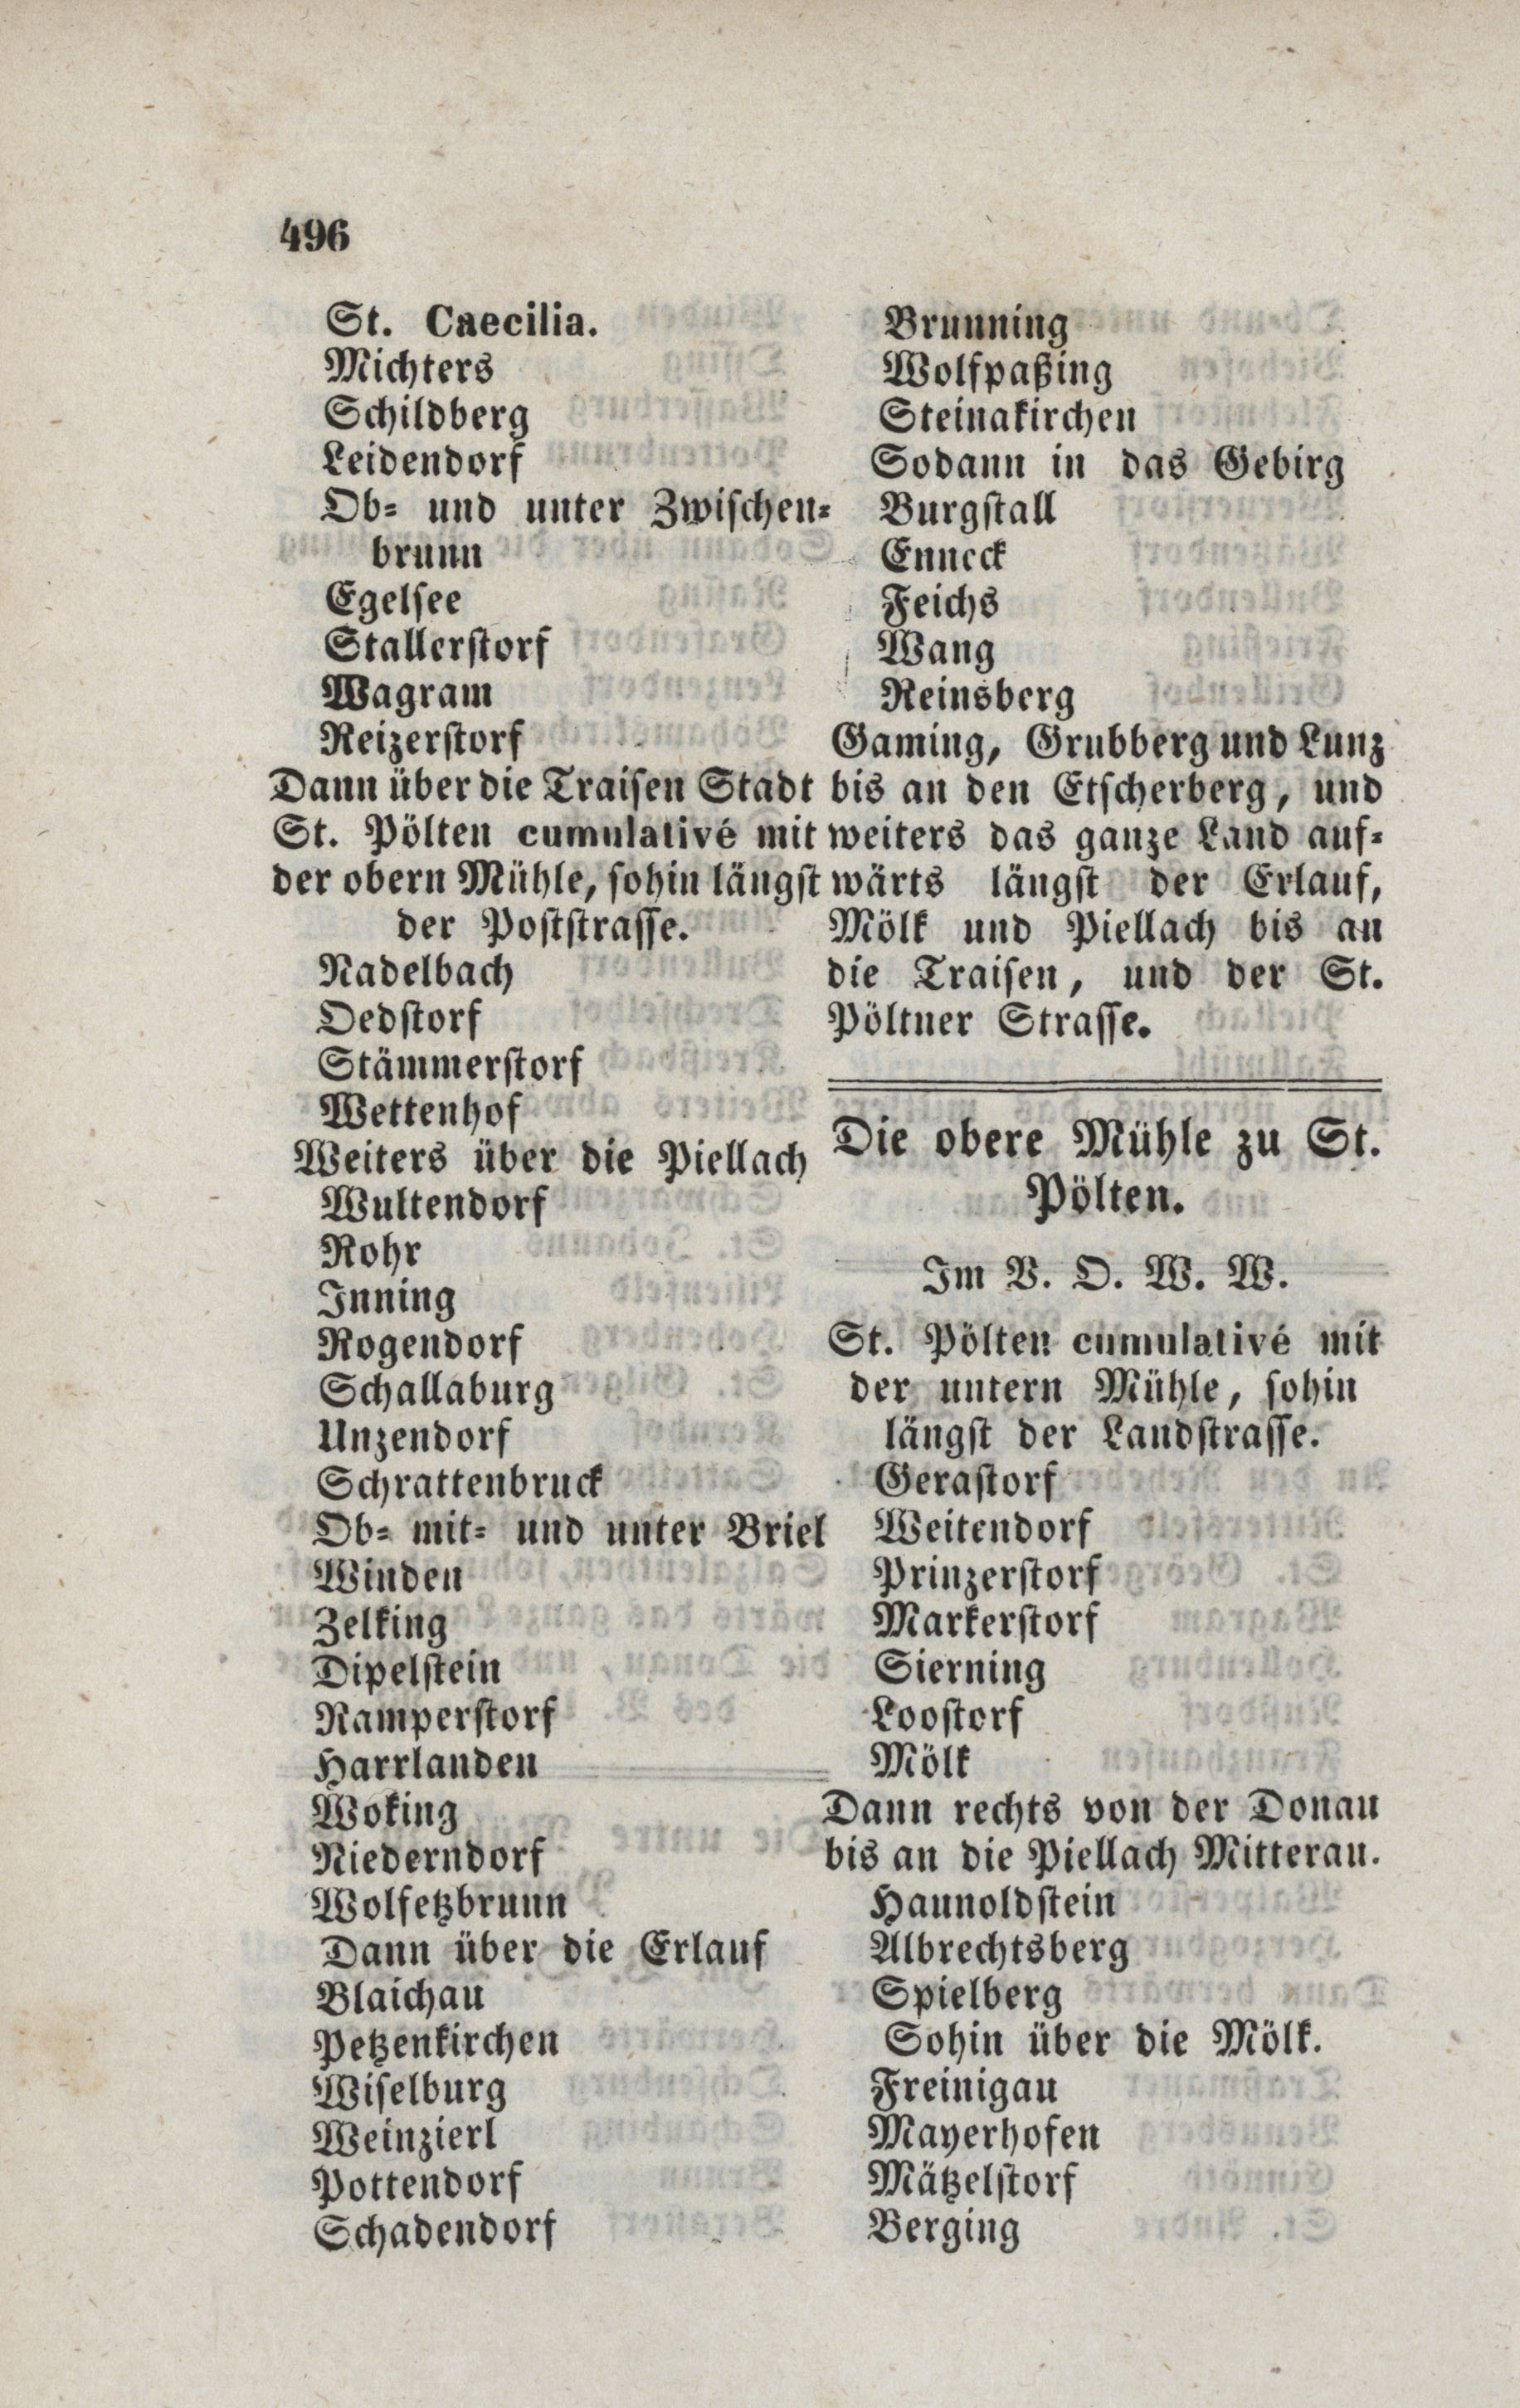 496
St. Caecilia.
Michters
Schildberg
Leidendorf
Ob= und unter Zwischen=
brunn
Egelsee
Stallerstorf
Wagram
Reizerstorf
Dann über die Traisen Stadt
St. Pölten cumulativé mit
der obern Mühle, sohin längst
der Poststrasse.
Nadelbach
Oedstorf
Stämmerstorf
Wettenhof
Weiters über die Piellach
Wultendorf
Rohr
Inning
Rogendorf
Schallaburg
Unzendorf
Schrattenbruck
Ob= mit= und unter Briel
Winden
Zelking
Dipelstein
Ramperstorf
Harrlanden
Woking
Niederndorf
Wolfetzbrunn
Dann über die Erlauf
Blaichau
Petzenkirchen
Wiselburg
Weinzierl
Pottendorf
Schadendorf
Brunning
Wolfpaßing
Steinakirchen
Sodann in das Gebirg
Burgstall
Enneck
Feichs
Wang
Reinsberg
Gaming, Grubberg und Lunz
bis an den Etscherberg, und
weiters das ganze Land auf=
wärts längst der Erlauf,
Mölk und Piellach bis an
die Traisen, und der St.
Pöltner Strasse.
Die obere Mühle zu St.
Pölten.
Im V. O. W. W.
St. Pölten cumulativé mit
der untern Mühle, sohin
längst der Landstrasse.
Gerastorf
Weitendorf
Prinzerstorf
Markerstorf
Sierning
Loostorf
Mölk
Dann rechts von der Donau
bis an die Piellach Mitterau.
Haunoldstein
Albrechtsberg
Spielberg
Sohin über die Mölk.
Freinigau
Mayerhofen
Mätzelstorf
Berging